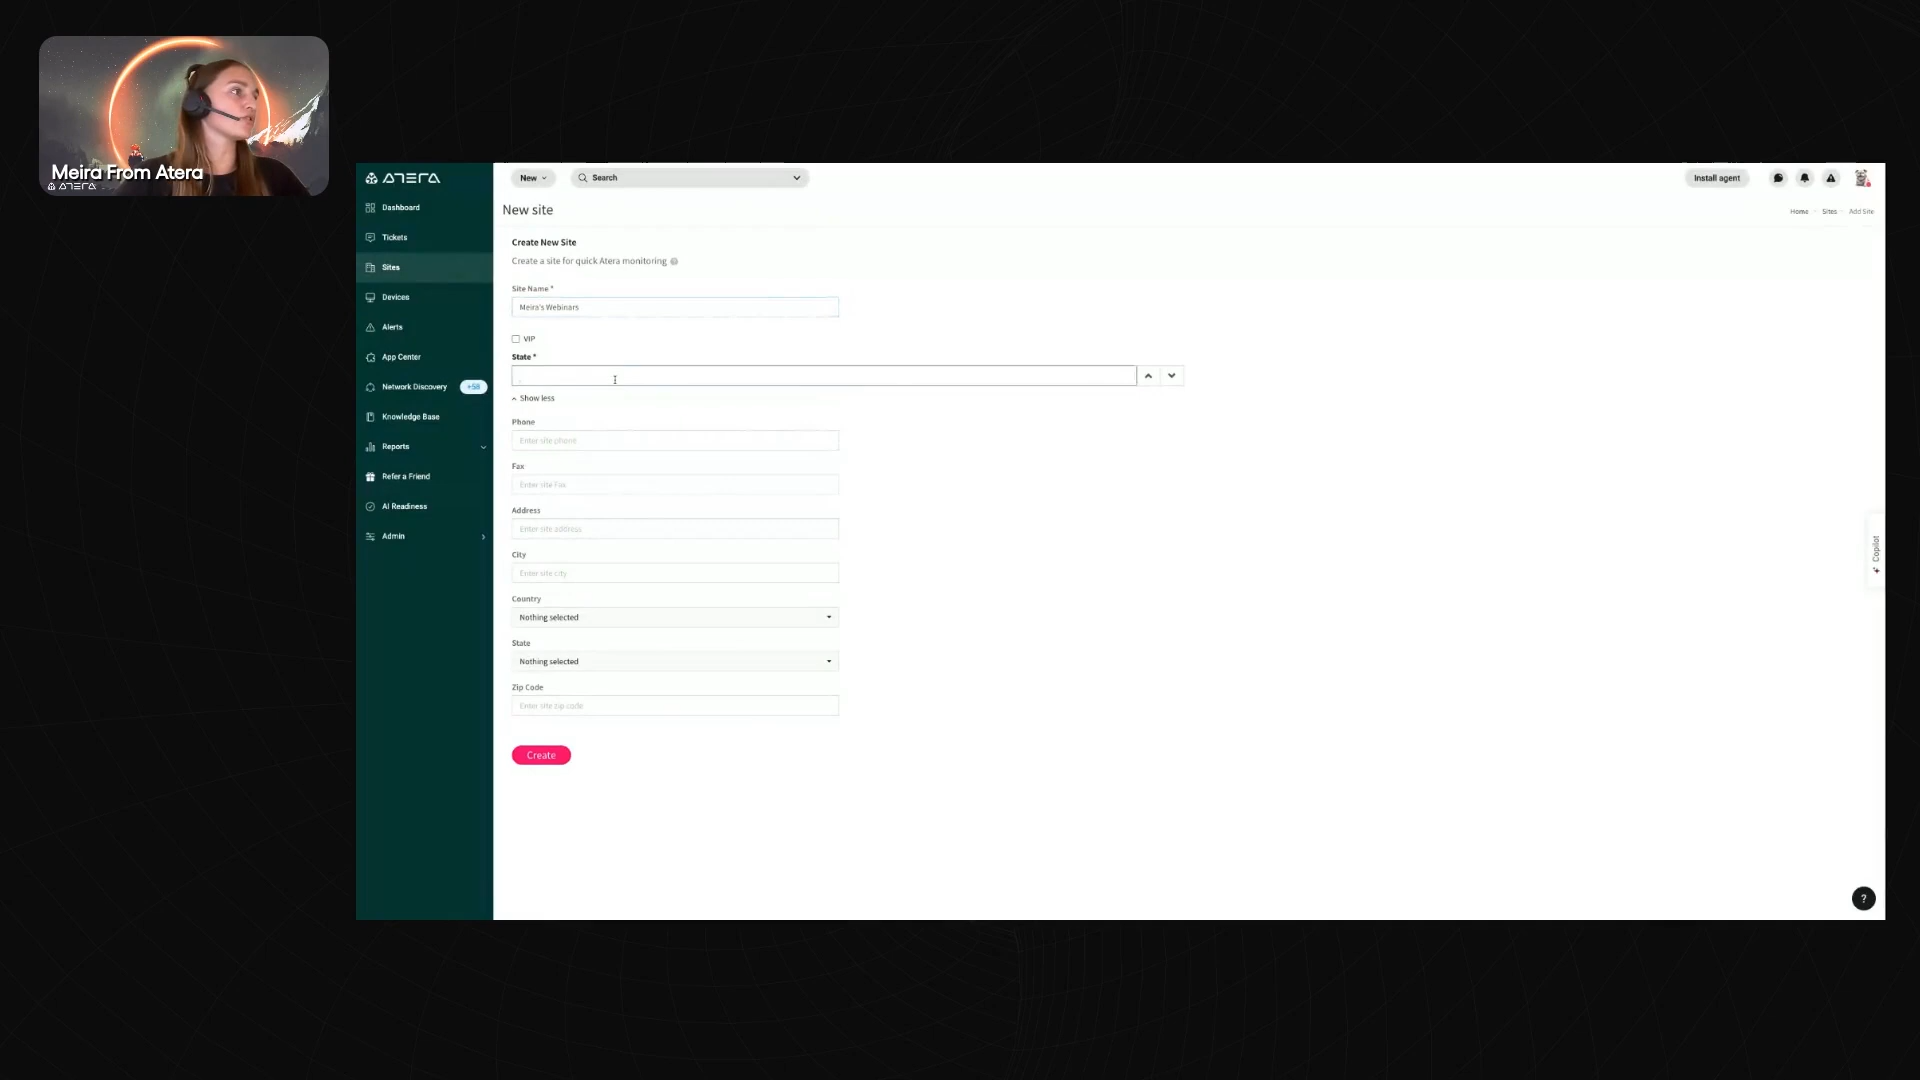 Meira From Atera
ATERA
ATERA
New
Search
Install agent
Dashboard
Tickets
Sites
Devices
Alerts
App Center
Network Discovery +58
Knowledge Base
Reports
Refer a Friend
AI Readiness
Admin
New site
Home Sites Add Site
Create New Site
Create a site for quick Atera monitoring
Site Name *
Meira's Webinars
VIP
State *
Show less
Phone
Enter site phone
Fax
Enter site Fax
Address
Enter site address
City
Enter site city
Country
Nothing selected
State
Nothing selected
Zip Code
Enter site zip code
Create
Copilot
?